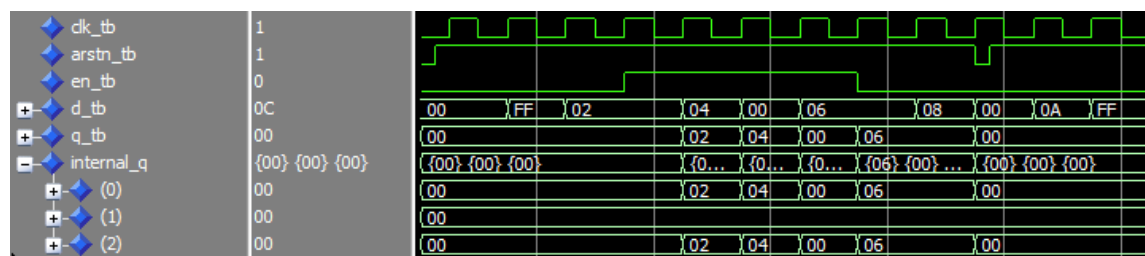 clk_tb 1
arstn_tb 1
en_tb 0
d_tb 0C 00 FF 02 04 00 06 08 00 0A FF
q_tb 00 00 02 04 00 06 00
internal_q {00} {00} {00} {00} {00} {00} {0... {0... {0... {06} {00} ... {00} {00} {00}
(0) 00 00 02 04 00 06 00
(1) 00 00
(2) 00 00 02 04 00 06 00